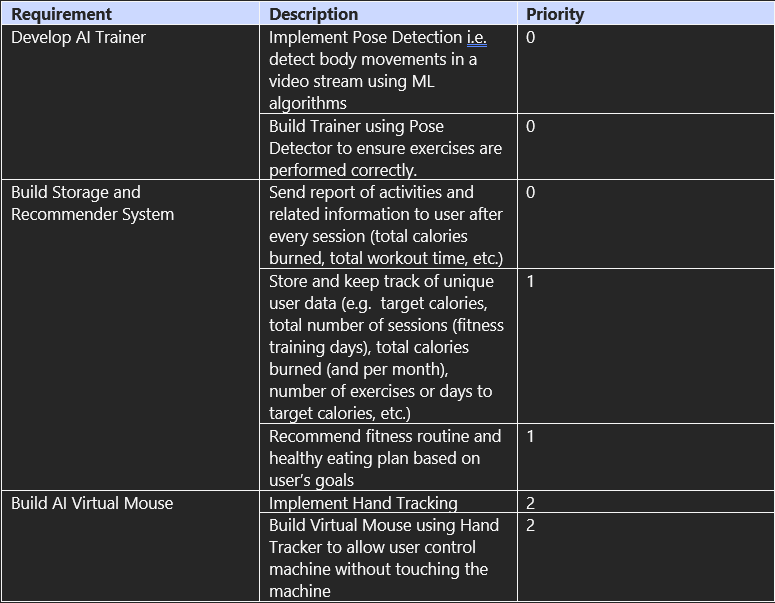 Requirement Description Priority
Develop AI Trainer Implement Pose Detection i.e. 0
detect body movements in a
video stream using ML
algorithms
Build Trainer using Pose 0
Detector to ensure exercises are
performed correctly.
Build Storage and Send report of activities and 0
Recommender System related information to user after
every session (total calories
burned, total workout time, etc.)
Store and keep track of unique 1
user data (e.g.  target calories,
total number of sessions (fitness
training days), total calories
burned (and per month),
number of exercises or days to
target calories, etc.)
Recommend fitness routine and 1
healthy eating plan based on
user's goals
Build AI Virtual Mouse Implement Hand Tracking 2
Build Virtual Mouse using Hand 2
Tracker to allow user control
machine without touching the
machine